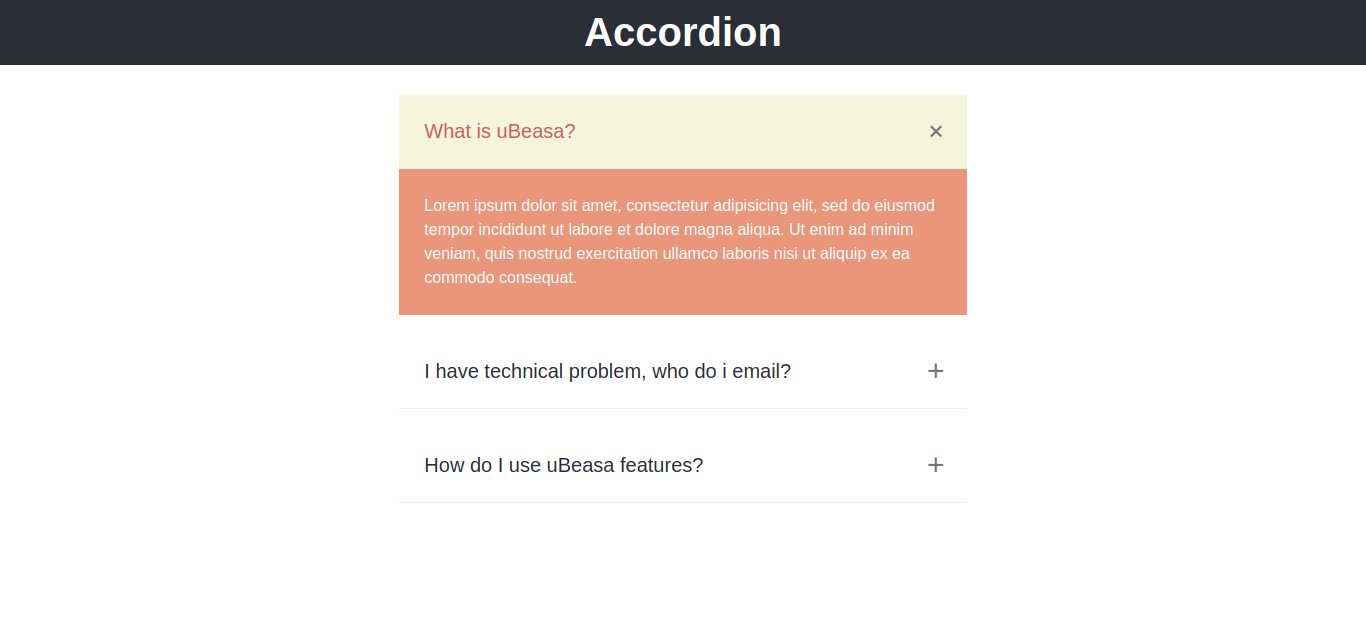 Accordion
What is uBeasa?
Lorem ipsum dolor sit amet, consectetur adipisicing elit, sed do eiusmod
tempor incididunt ut labore et dolore magna aliqua. Ut enim ad minim
veniam, quis nostrud exercitation ullamco laboris nisi ut aliquip ex ea
commodo consequat.
I have technical problem, who do i email?
How do I use uBeasa features?